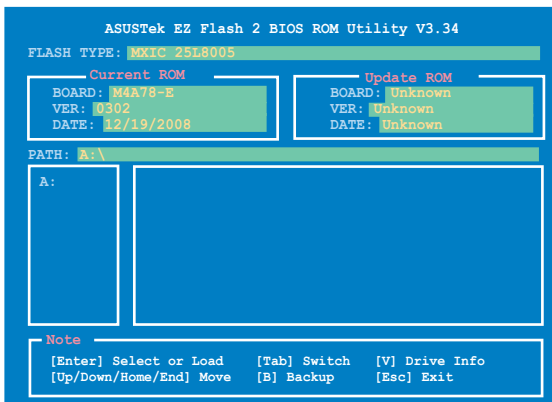 ASUSTek EZ Flash 2 BIOS ROM Utility V3.34
FLASH TYPE: MXIC 25L8005
Current ROM
BOARD: M4A78-E
VER: 0302
DATE: 12/19/2008
Update ROM
BOARD: Unknown
VER: Unknown
DATE: Unknown
PATH: A:\
A:
Note
[Enter] Select or Load [Tab] Switch [V] Drive Info
[Up/Down/Home/End] Move [B] Backup [Esc] Exit